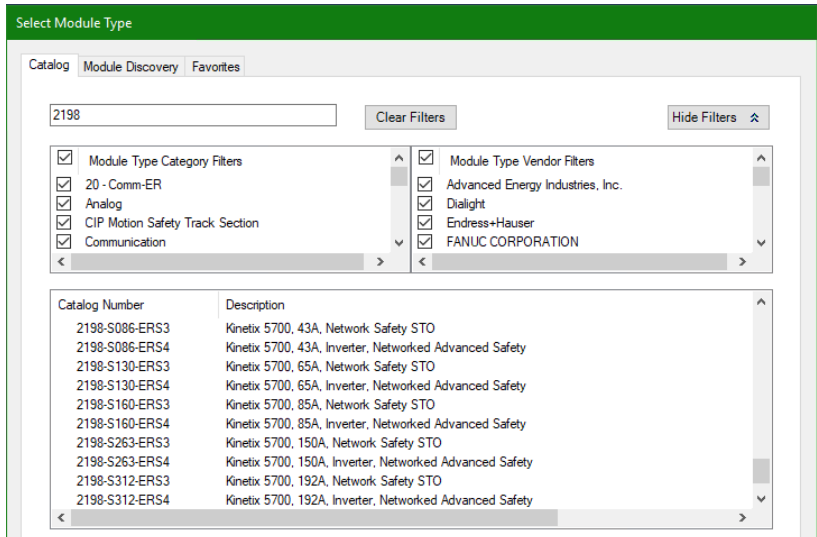 Select Module Type
Catalog Module Discovery Favorites
2198 Clear Filters Hide Filters
Module Type Category Filters
20 - Comm-ER
Analog
CIP Motion Safety Track Section
Communication
Module Type Vendor Filters
Advanced Energy Industries, Inc.
Dialight
Endress+Hauser
FANUC CORPORATION
Catalog Number Description
2198-S086-ERS3 Kinetix 5700, 43A, Network Safety STO
2198-S086-ERS4 Kinetix 5700, 43A, Inverter, Networked Advanced Safety
2198-S130-ERS3 Kinetix 5700, 65A, Network Safety STO
2198-S130-ERS4 Kinetix 5700, 65A, Inverter, Networked Advanced Safety
2198-S160-ERS3 Kinetix 5700, 85A, Network Safety STO
2198-S160-ERS4 Kinetix 5700, 85A, Inverter, Networked Advanced Safety
2198-S263-ERS3 Kinetix 5700, 150A, Network Safety STO
2198-S263-ERS4 Kinetix 5700, 150A, Inverter, Networked Advanced Safety
2198-S312-ERS3 Kinetix 5700, 192A, Network Safety STO
2198-S312-ERS4 Kinetix 5700, 192A, Inverter, Networked Advanced Safety